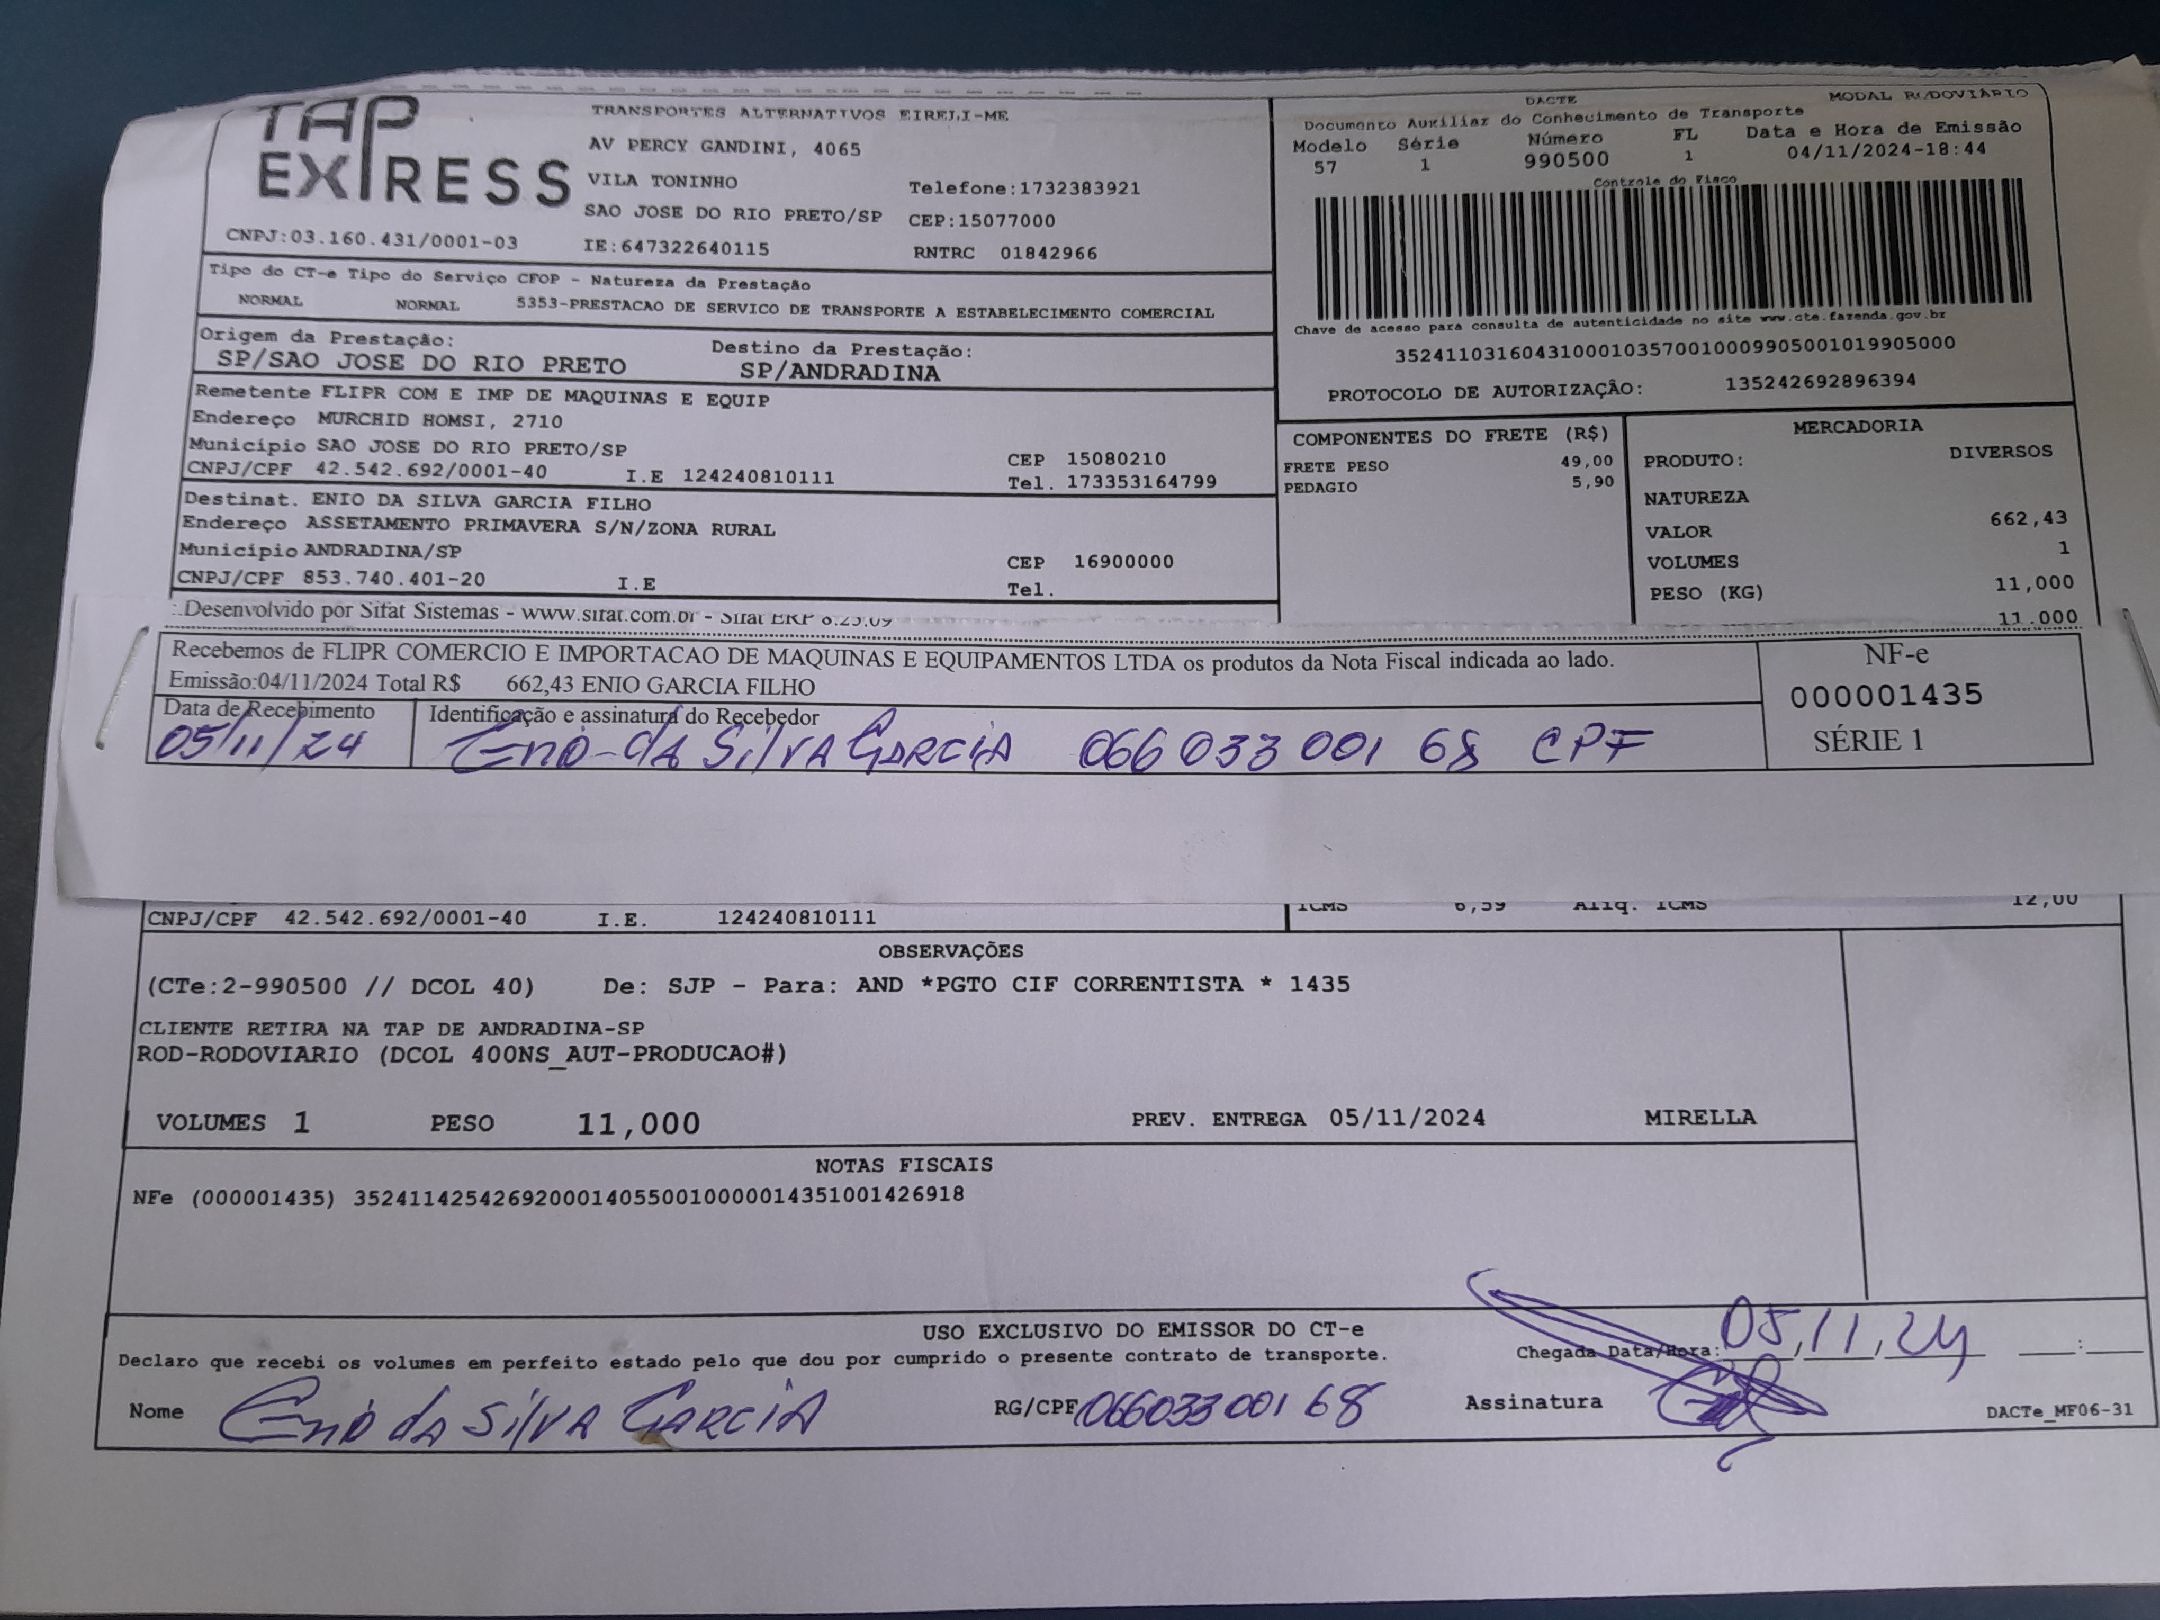 TAP EXPRESS
TRANSPORTES ALTERNATIVOS EIRELI-ME
AV PERCY GANDINI, 4065
VILA TONINHO
Telefone:1732383921
SAO JOSE DO RIO PRETO/SP CEP:15077000
CNPJ:03.160.431/0001-03 IE:647322640115 RNTRC 01842966
DACTE MODAL RODOVIÁRIO
Documento Auxiliar do Conhecimento de Transporte
Modelo Série Número FL Data e Hora de Emissão
57 1 990500 1 04/11/2024-18:44
Controle do Fisco
Chave de acesso para consulta de autenticidade no site www.cte.fazenda.gov.br
35241103160431000103570010009905001019905000
PROTOCOLO DE AUTORIZAÇÃO: 135242692896394
Tipo do CT-e Tipo do Serviço CFOP - Natureza da Prestação
NORMAL NORMAL 5353-PRESTACAO DE SERVICO DE TRANSPORTE A ESTABELECIMENTO COMERCIAL
Origem da Prestação: Destino da Prestação:
SP/SAO JOSE DO RIO PRETO SP/ANDRADINA
Remetente FLIPR COM E IMP DE MAQUINAS E EQUIP
Endereço MURCHID HOMSI, 2710
Município SAO JOSE DO RIO PRETO/SP CEP 15080210
CNPJ/CPF 42.542.692/0001-40 I.E 124240810111 Tel. 173353164799
Destinat. ENIO DA SILVA GARCIA FILHO
Endereço ASSETAMENTO PRIMAVERA S/N/ZONA RURAL
Município ANDRADINA/SP CEP 16900000
CNPJ/CPF 853.740.401-20 I.E Tel.
COMPONENTES DO FRETE (R$)
FRETE PESO 49,00
PEDAGIO 5,90
MERCADORIA
PRODUTO: DIVERSOS
NATUREZA
VALOR 662,43
VOLUMES 1
PESO (KG) 11,000
11.000
:.Desenvolvido por Sifat Sistemas - www.sifat.com.br - Sifat ERP 8.25.09
Recebemos de FLIPR COMERCIO E IMPORTACAO DE MAQUINAS E EQUIPAMENTOS LTDA os produtos da Nota Fiscal indicada ao lado.
Emissão:04/11/2024 Total R$ 662,43 ENIO GARCIA FILHO
NF-e
000001435
SÉRIE 1
Data de Recebimento Identificação e assinatura do Recebedor
05/11/24 Enio da Silva Garcia 066 033 001 68 CPF
CNPJ/CPF 42.542.692/0001-40 I.E. 124240810111 ICMS 6,59 Aliq. ICMS 12,00
OBSERVAÇÕES
(CTe:2-990500 // DCOL 40) De: SJP - Para: AND *PGTO CIF CORRENTISTA * 1435
CLIENTE RETIRA NA TAP DE ANDRADINA-SP
ROD-RODOVIARIO (DCOL 400NS_AUT-PRODUCAO#)
VOLUMES 1 PESO 11,000 PREV. ENTREGA 05/11/2024 MIRELLA
NOTAS FISCAIS
NFe (000001435) 35241142542692000140550010000014351001426918
USO EXCLUSIVO DO EMISSOR DO CT-e
Declaro que recebi os volumes em perfeito estado pelo que dou por cumprido o presente contrato de transporte. Chegada Data/Hora: 05,11,24 :
Nome Enio da Silva Garcia RG/CPF 066033001 68 Assinatura DACTe_MF06-31